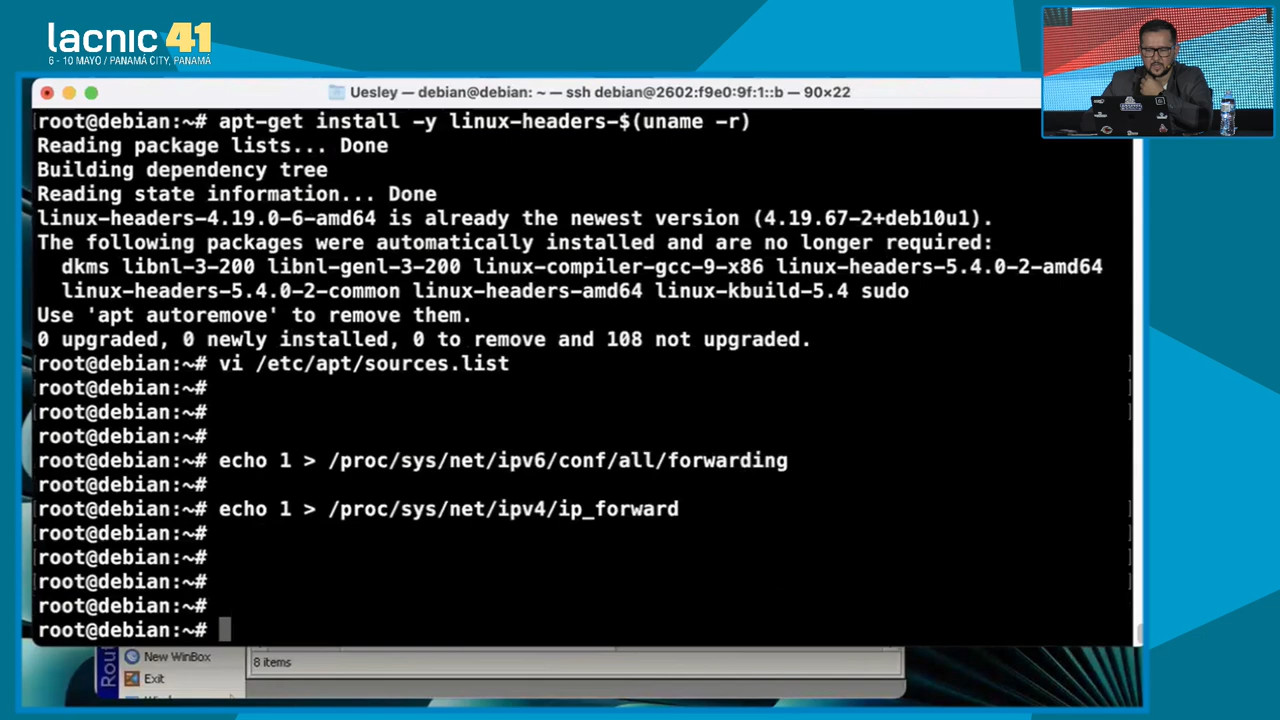 lacnic 41
6 - 10 MAYO / PANAMÁ CITY, PANAMÁ
Uesley — debian@debian: ~ — ssh debian@2602:f9e0:9f:1::b — 90×22
root@debian:~# apt-get install -y linux-headers-$(uname -r)
Reading package lists... Done
Building dependency tree
Reading state information... Done
linux-headers-4.19.0-6-amd64 is already the newest version (4.19.67-2+deb10u1).
The following packages were automatically installed and are no longer required:
dkms libnl-3-200 libnl-genl-3-200 linux-compiler-gcc-9-x86 linux-headers-5.4.0-2-amd64
linux-headers-5.4.0-2-common linux-headers-amd64 linux-kbuild-5.4 sudo
Use 'apt autoremove' to remove them.
0 upgraded, 0 newly installed, 0 to remove and 108 not upgraded.
root@debian:~# vi /etc/apt/sources.list
root@debian:~#
root@debian:~#
root@debian:~#
root@debian:~# echo 1 > /proc/sys/net/ipv6/conf/all/forwarding
root@debian:~#
root@debian:~# echo 1 > /proc/sys/net/ipv4/ip_forward
root@debian:~#
root@debian:~#
root@debian:~#
root@debian:~#
root@debian:~#
New WinBox
8 items
Exit